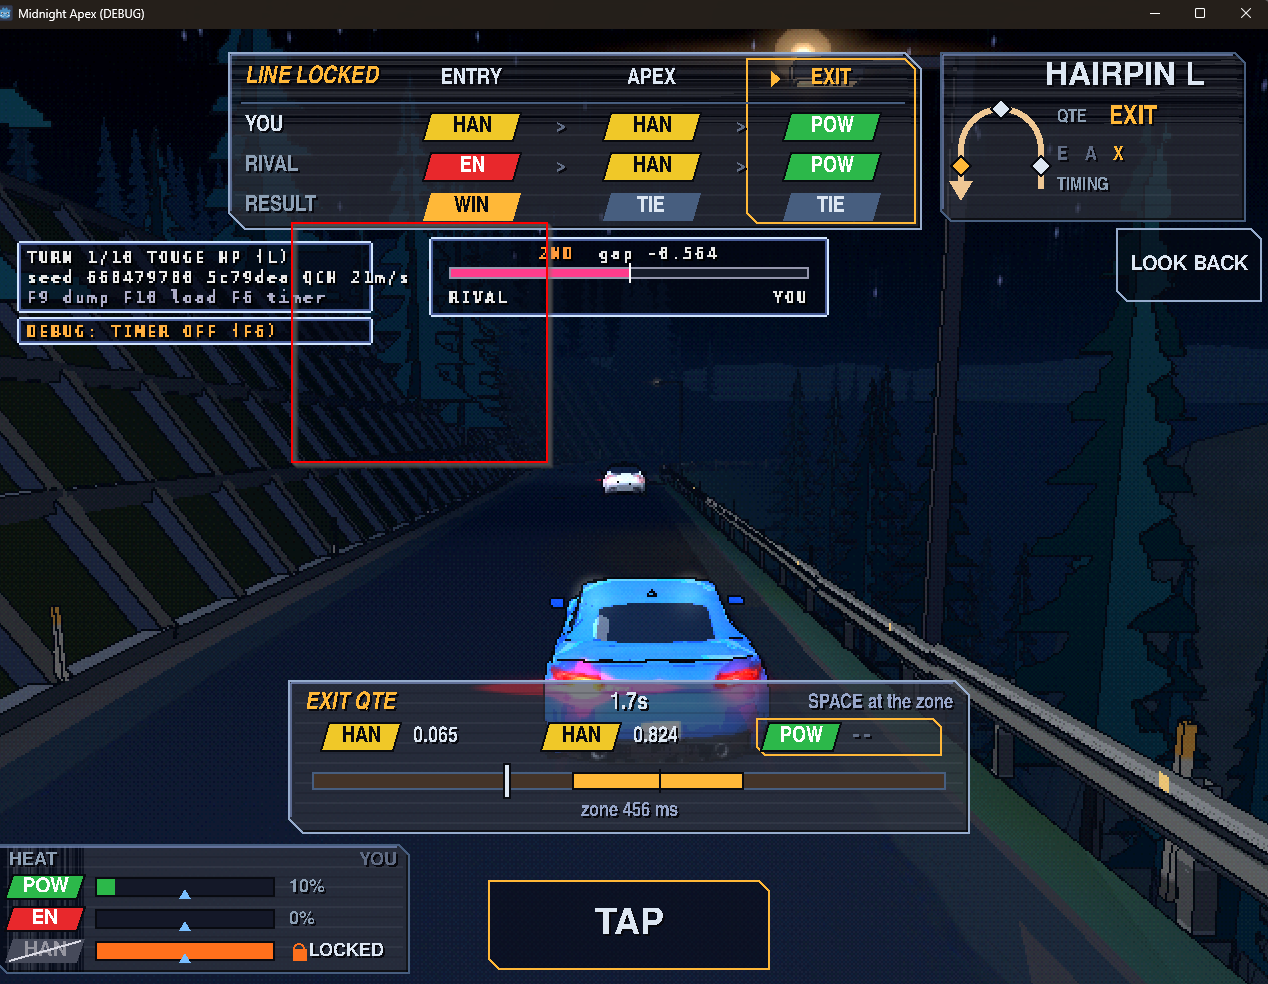 Midnight Apex (DEBUG)
LINE LOCKED ENTRY APEX EXIT
YOU HAN > HAN > POW
RIVAL EN > HAN > POW
RESULT WIN TIE TIE
HAIRPIN L
QTE EXIT
E A X
TIMING
LOOK BACK
TURN 1/10 TOUGE HP (L)
seed 660479700 5c79dea QCH 21m/s
F9 dump F10 load F6 timer
DEBUG: TIMER OFF (F6)
2ND gap -0.564
RIVAL YOU
EXIT QTE 1.7s SPACE at the zone
HAN 0.065 HAN 0.824 POW --
zone 456 ms
HEAT YOU
POW 10%
EN 0%
HAN LOCKED
TAP